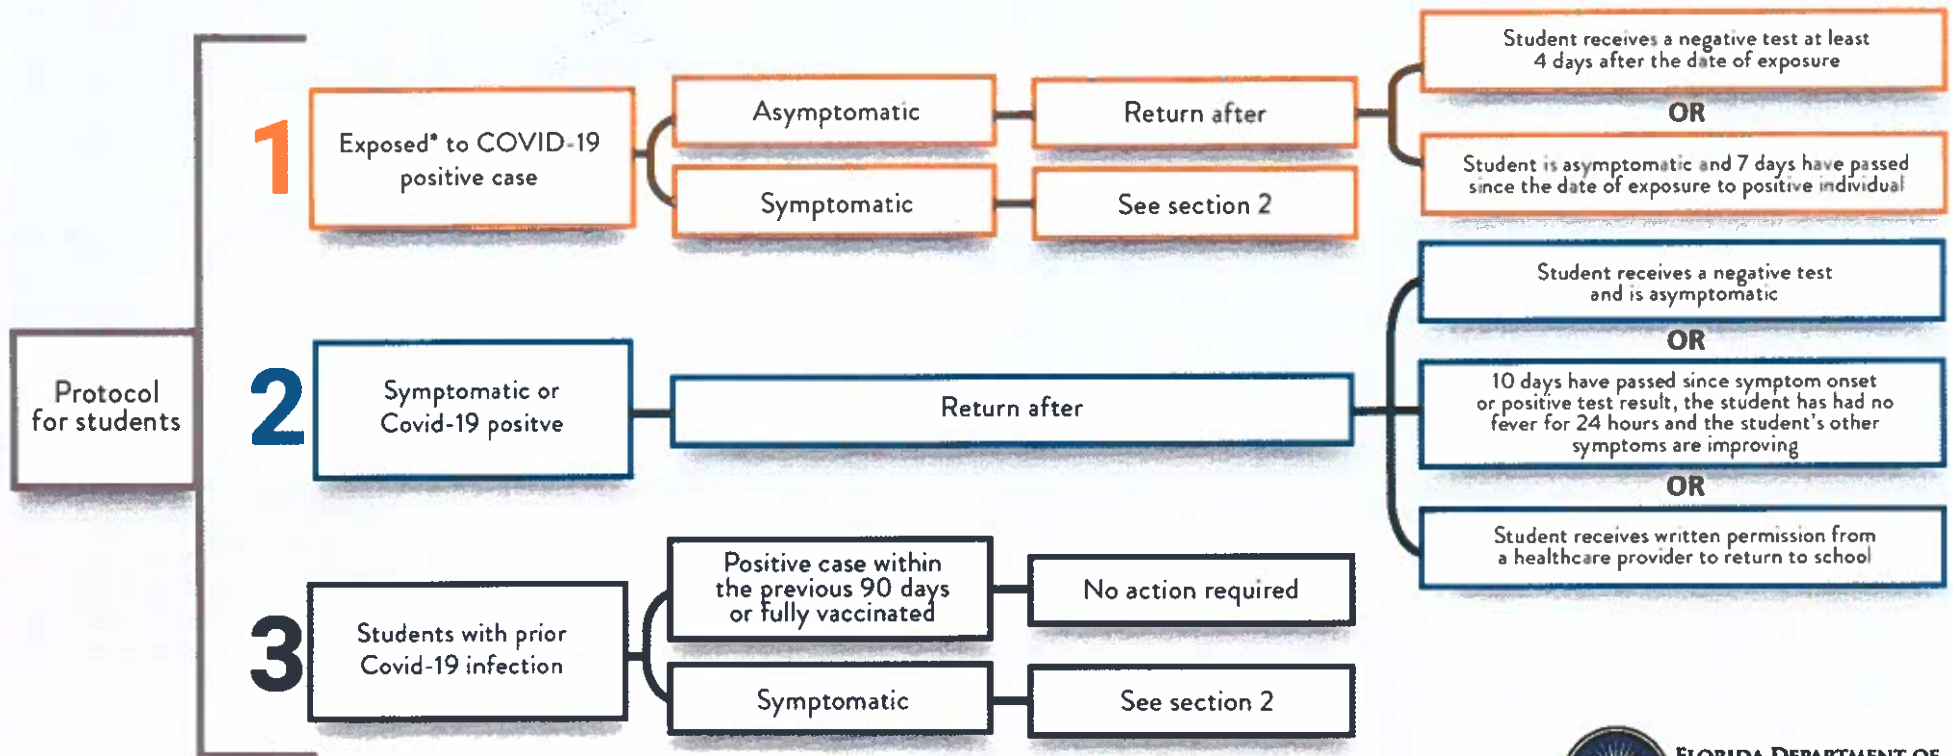 Protocol
for students
1
Exposed* to COVID-19
positive case
Asymptomatic
Return after
Student receives a negative test at least
4 days after the date of exposure
OR
Student is asymptomatic and 7 days have passed
since the date of exposure to positive individual
Symptomatic
See section 2
2
Symptomatic or
Covid-19 positve
Return after
Student receives a negative test
and is asymptomatic
OR
10 days have passed since symptom onset
or positive test result, the student has had no
fever for 24 hours and the student's other
symptoms are improving
OR
Student receives written permission from
a healthcare provider to return to school
3
Students with prior
Covid-19 infection
Positive case within
the previous 90 days
or fully vaccinated
No action required
Symptomatic
See section 2
FLORIDA DEPARTMENT OF